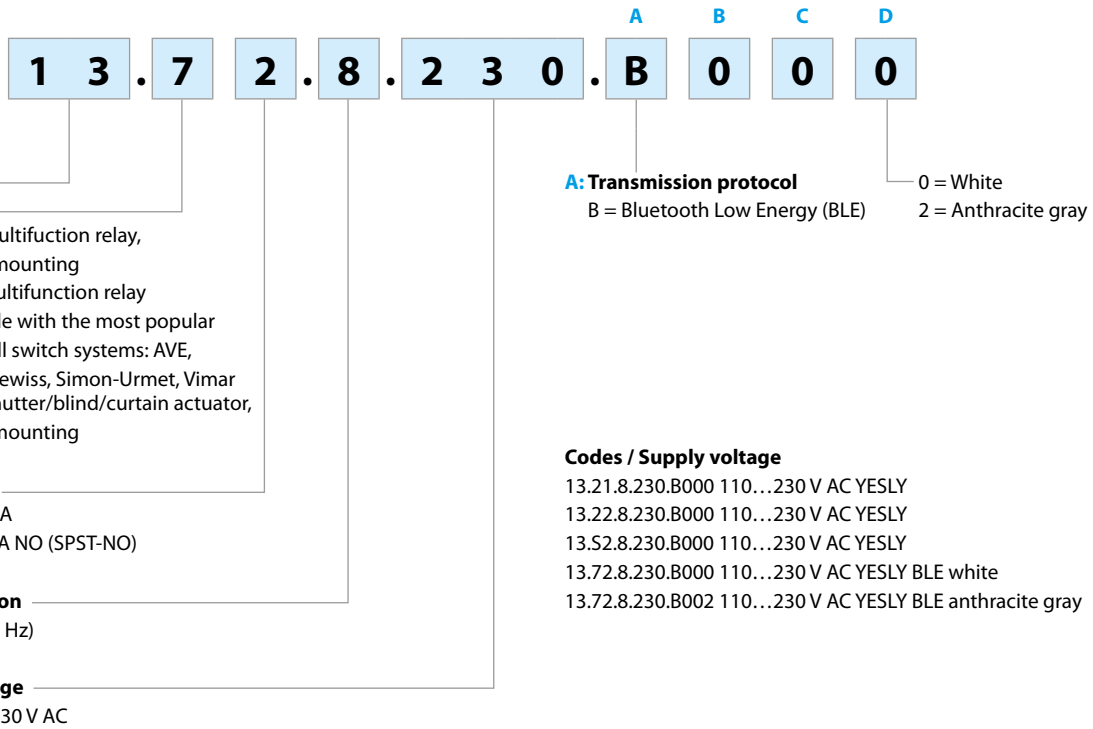 A B C D
1 3 . 7 2 . 8 . 2 3 0 . B 0 0 0
A: Transmission protocol
B = Bluetooth Low Energy (BLE)
0 = White
2 = Anthracite gray
ultifuction relay,
mounting
ultifunction relay
le with the most popular
ll switch systems: AVE,
ewiss, Simon-Urmet, Vimar
hutter/blind/curtain actuator,
mounting
A
A NO (SPST-NO)
on
Hz)
ge
30 V AC
Codes / Supply voltage
13.21.8.230.B000 110…230 V AC YESLY
13.22.8.230.B000 110…230 V AC YESLY
13.S2.8.230.B000 110…230 V AC YESLY
13.72.8.230.B000 110…230 V AC YESLY BLE white
13.72.8.230.B002 110…230 V AC YESLY BLE anthracite gray